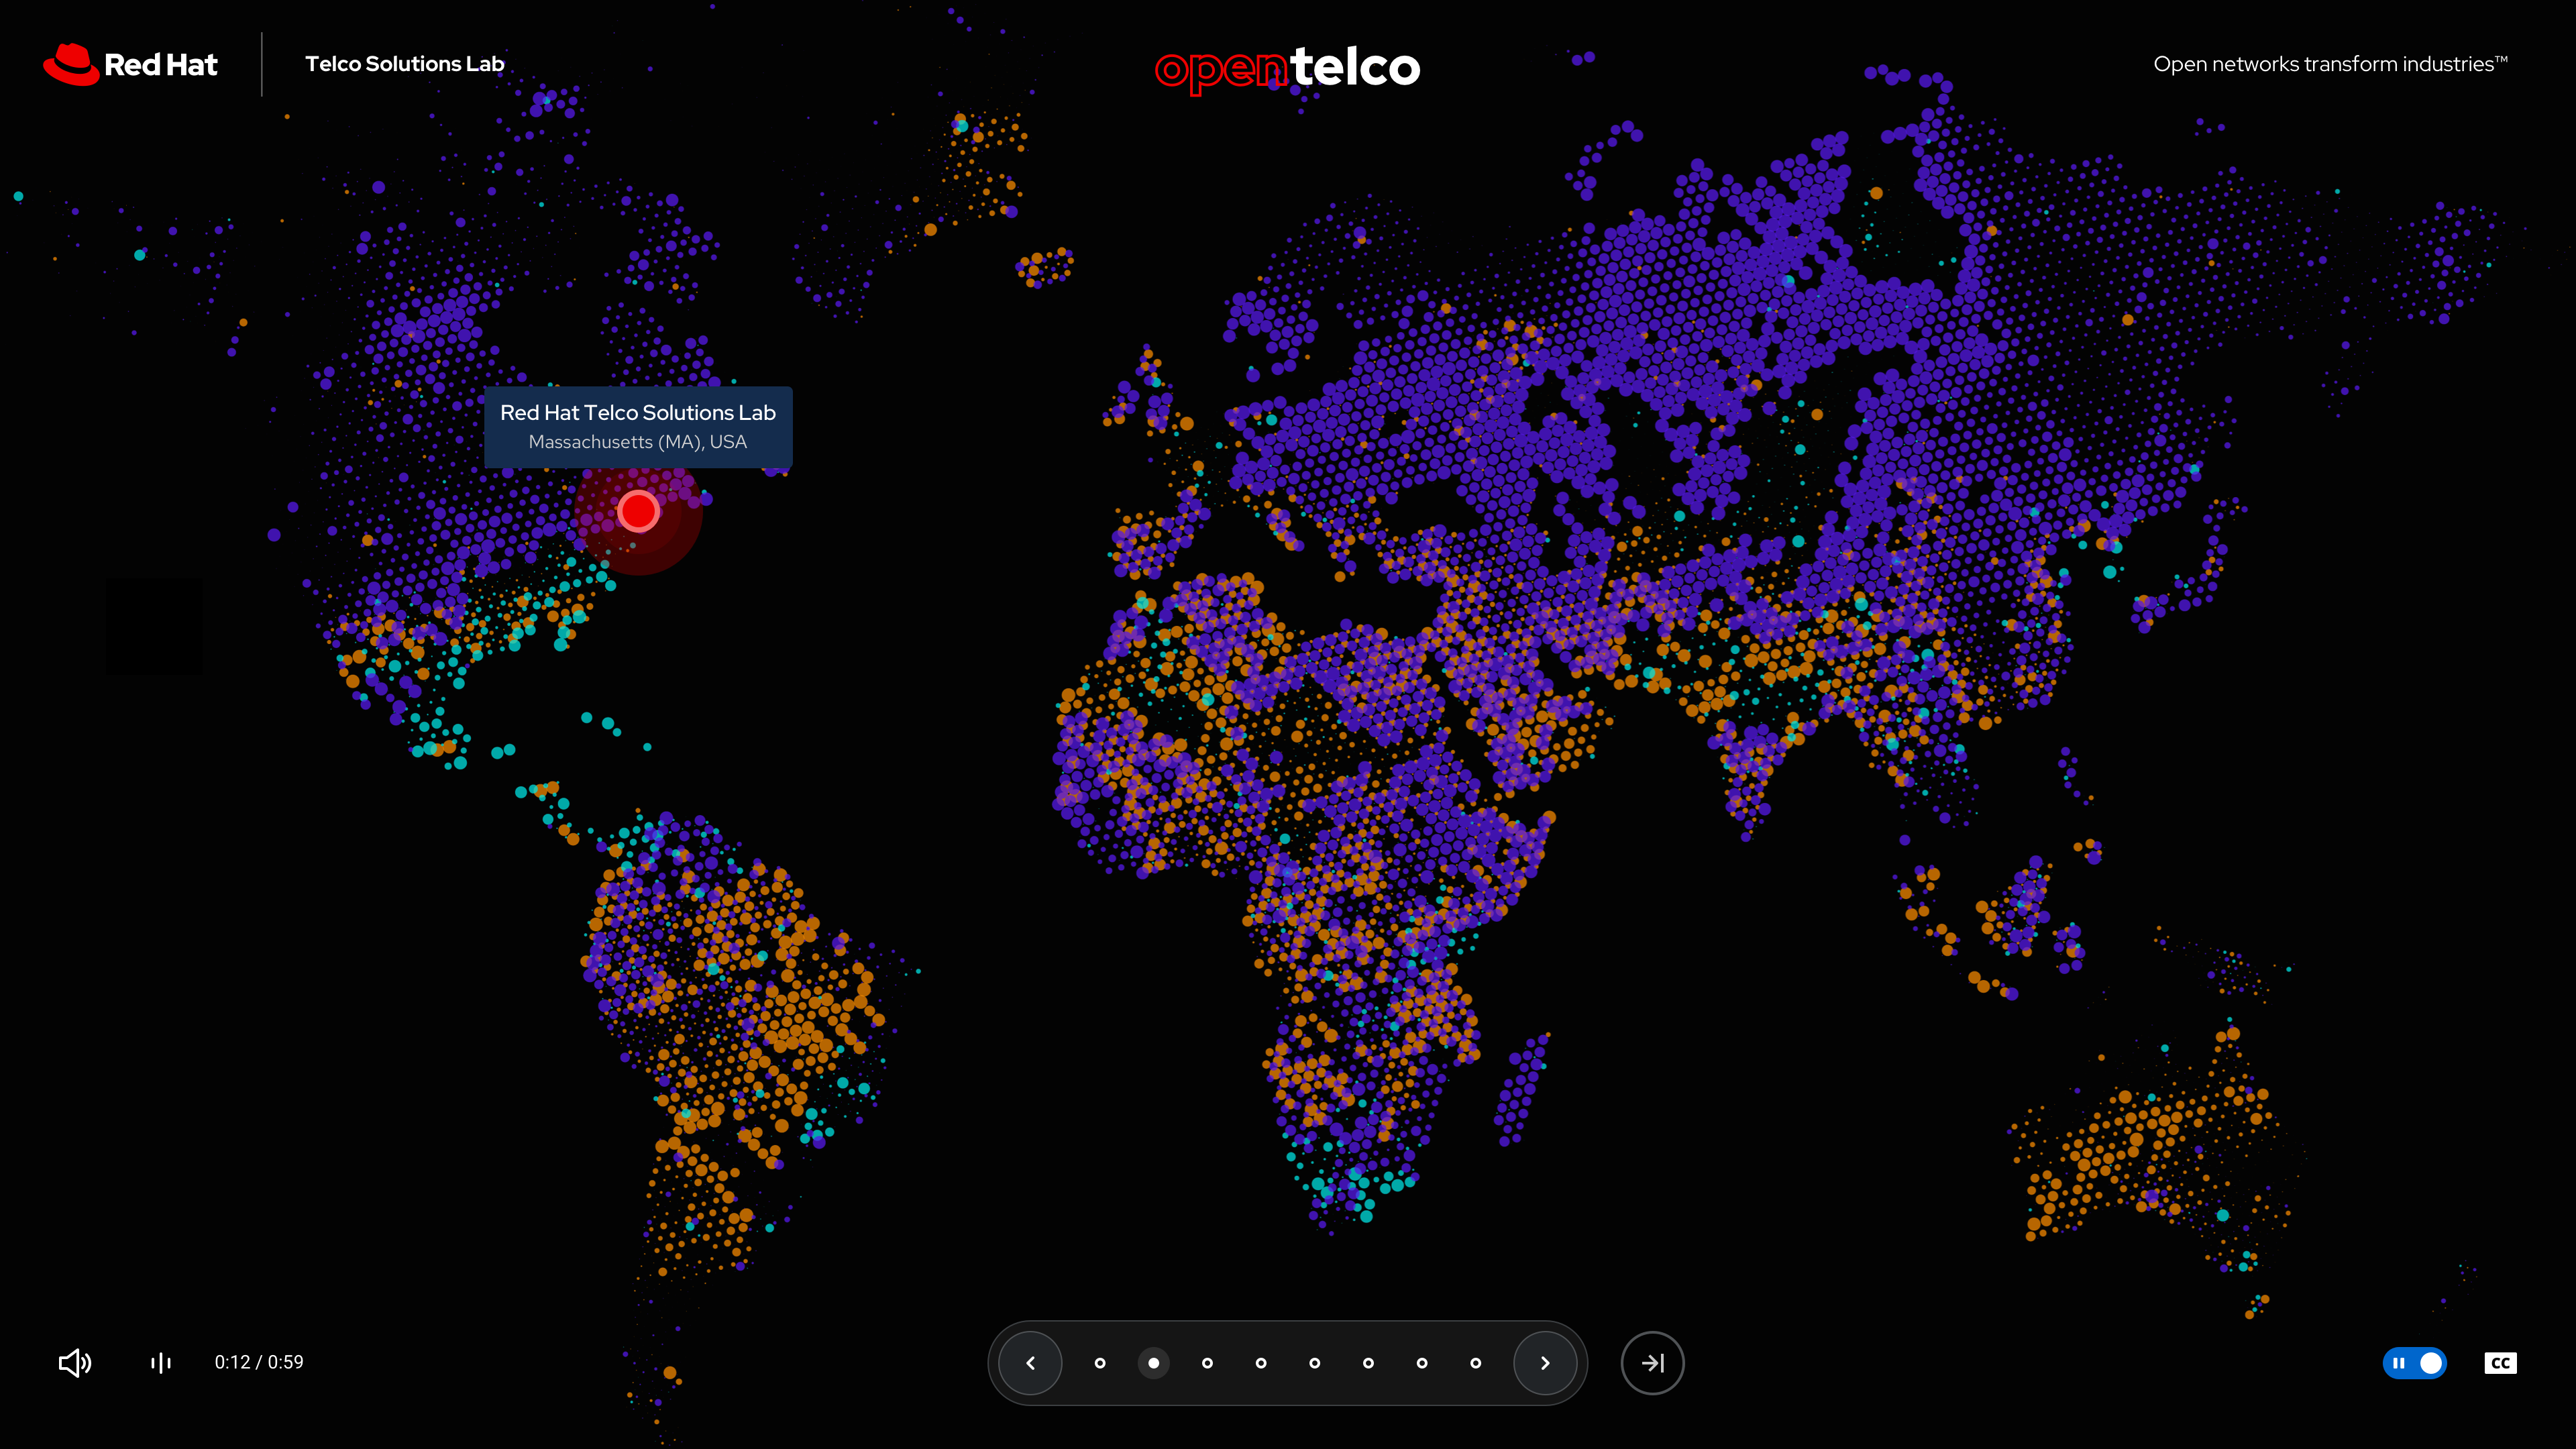 Red Hat
Telco Solutions Lab
opentelco
Open networks transform industries™
Red Hat Telco Solutions Lab
Massachusetts (MA), USA
0:12 / 0:59
CC